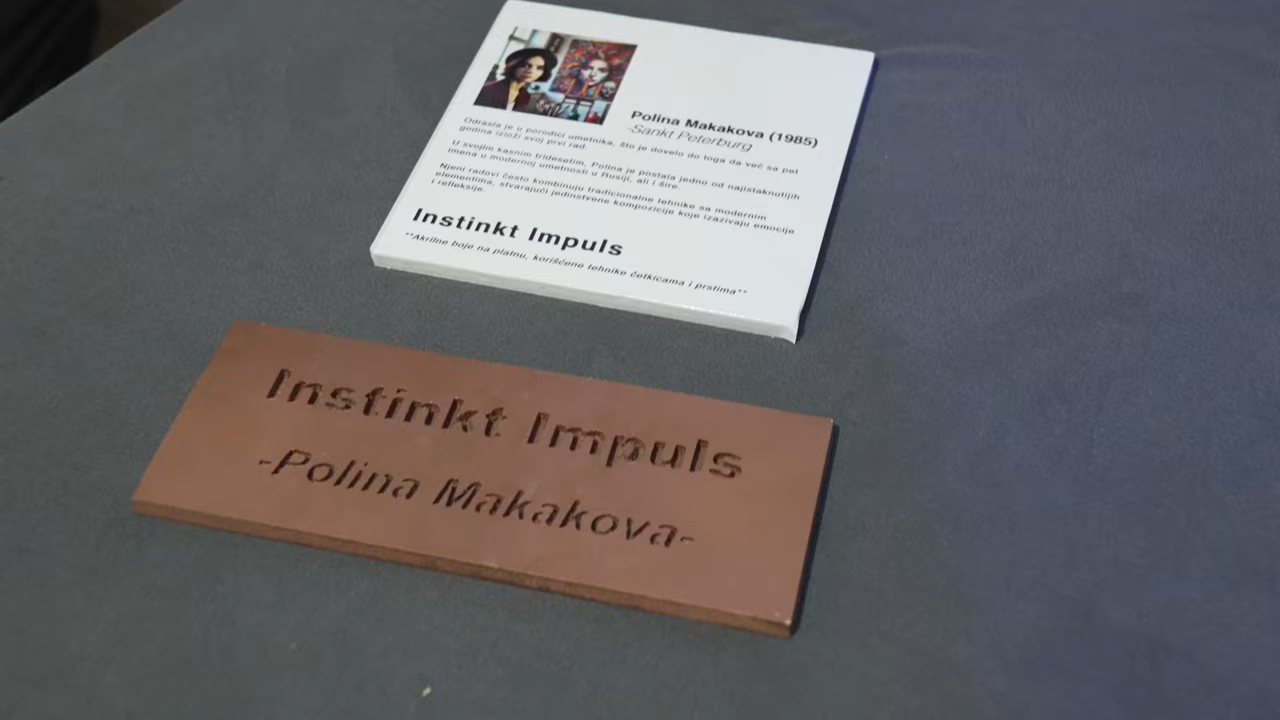 Polina Makakova (1985)
-Sankt Peterburg
Odrasla je u porodici umetnika, što je dovelo do toga da već sa pet
godina izloži svoj prvi rad.
U svojim kasnim tridesetim, Polina je postala jedno od najistaknutijih
imena u modernoj umetnosti u Rusiji, ali i šire.
Njeni radovi često kombinuju tradicionalne tehnike sa modernim
elementima, stvarajući jedinstvene kompozicije koje izazivaju emocije
i refleksije.
Instinkt Impuls
**Akrilne boje na platnu, korišćene tehnike četkicama i prstima**
Instinkt Impuls
-Polina Makakova-